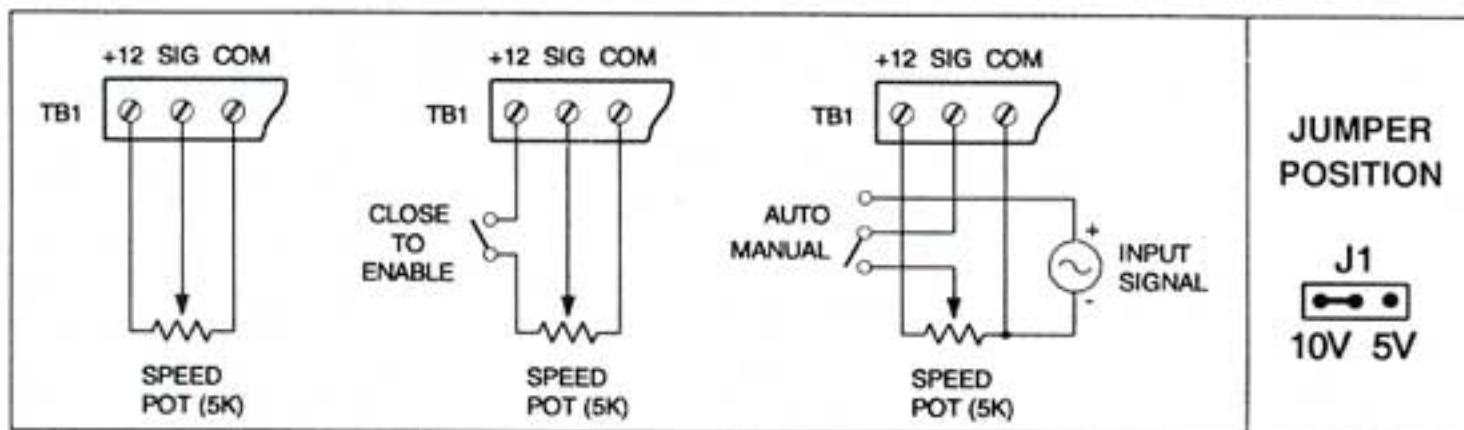 +12 SIG COM
TB1
SPEED
POT (5K)
+12 SIG COM
TB1
CLOSE
TO
ENABLE
SPEED
POT (5K)
+12 SIG COM
TB1
AUTO
MANUAL
+
INPUT
SIGNAL
-
SPEED
POT (5K)
JUMPER
POSITION
J1
10V 5V